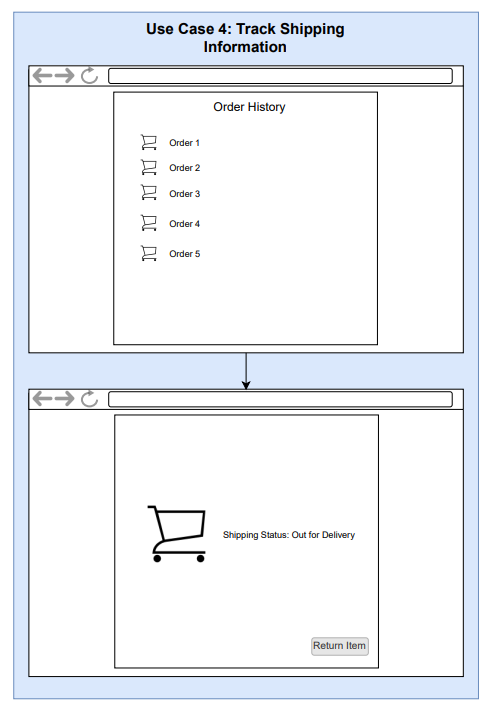 Use Case 4: Track Shipping
Information
Order History
Order 1
Order 2
Order 3
Order 4
Order 5
Shipping Status: Out for Delivery
Return Item